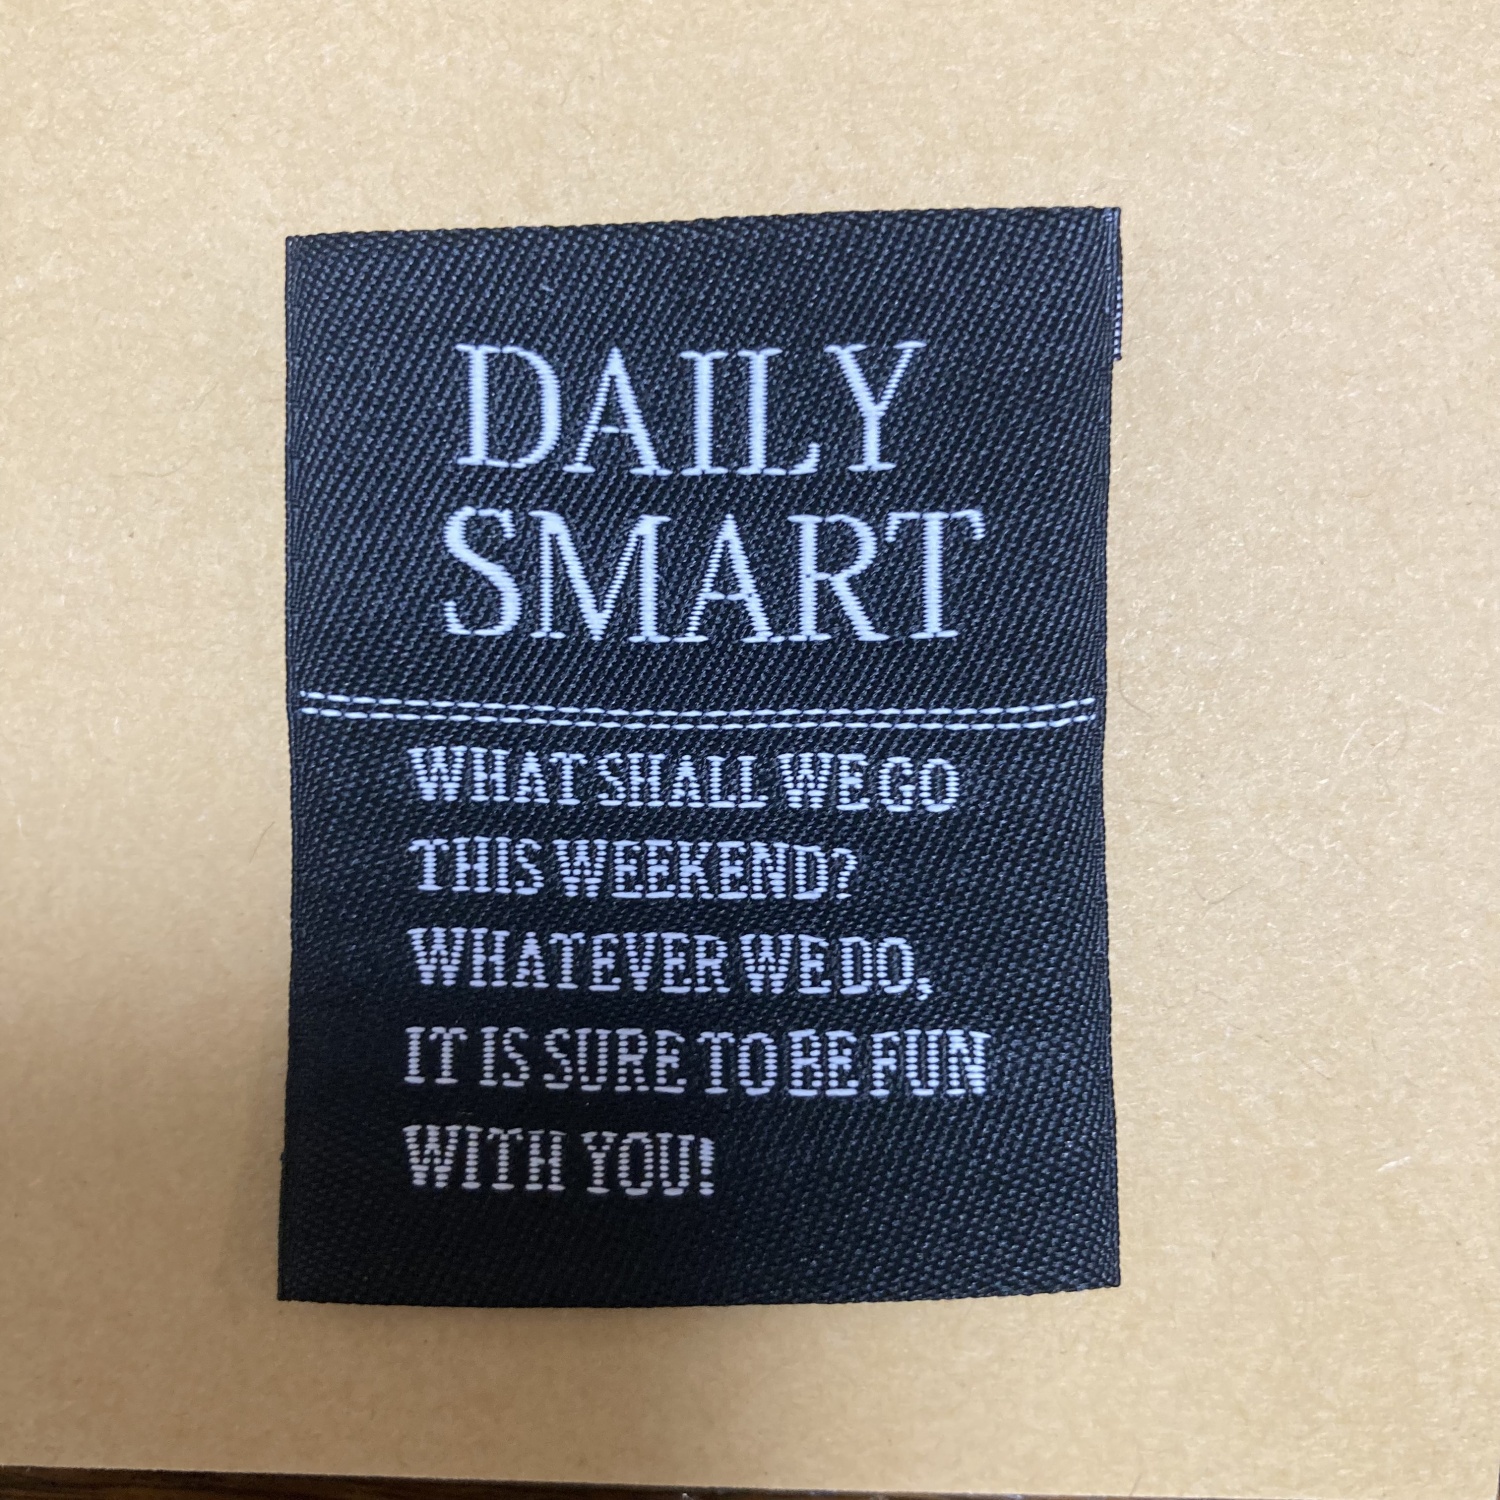 DAILY
SMART
WHAT SHALL WE GO
THIS WEEKEND?
WHATEVER WE DO,
IT IS SURE TO BE FUN
WITH YOU!